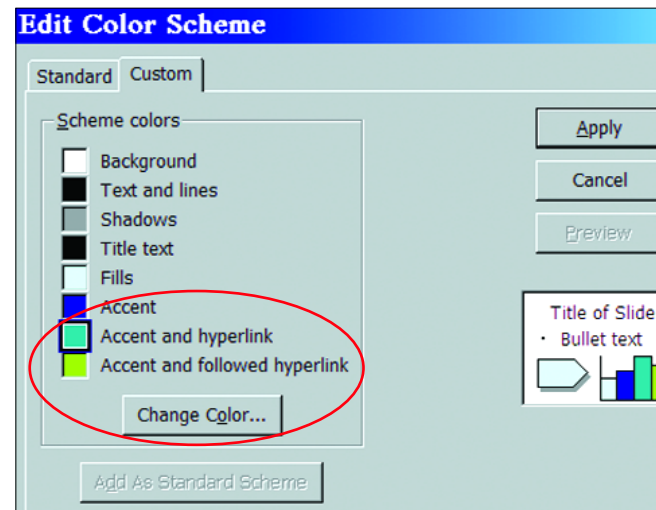 Edit Color Scheme
Standard Custom
Scheme colors
Background
Text and lines
Shadows
Title text
Fills
Accent
Accent and hyperlink
Accent and followed hyperlink
Change Color...
Add As Standard Scheme
Apply
Cancel
Preview
Title of Slide
· Bullet text